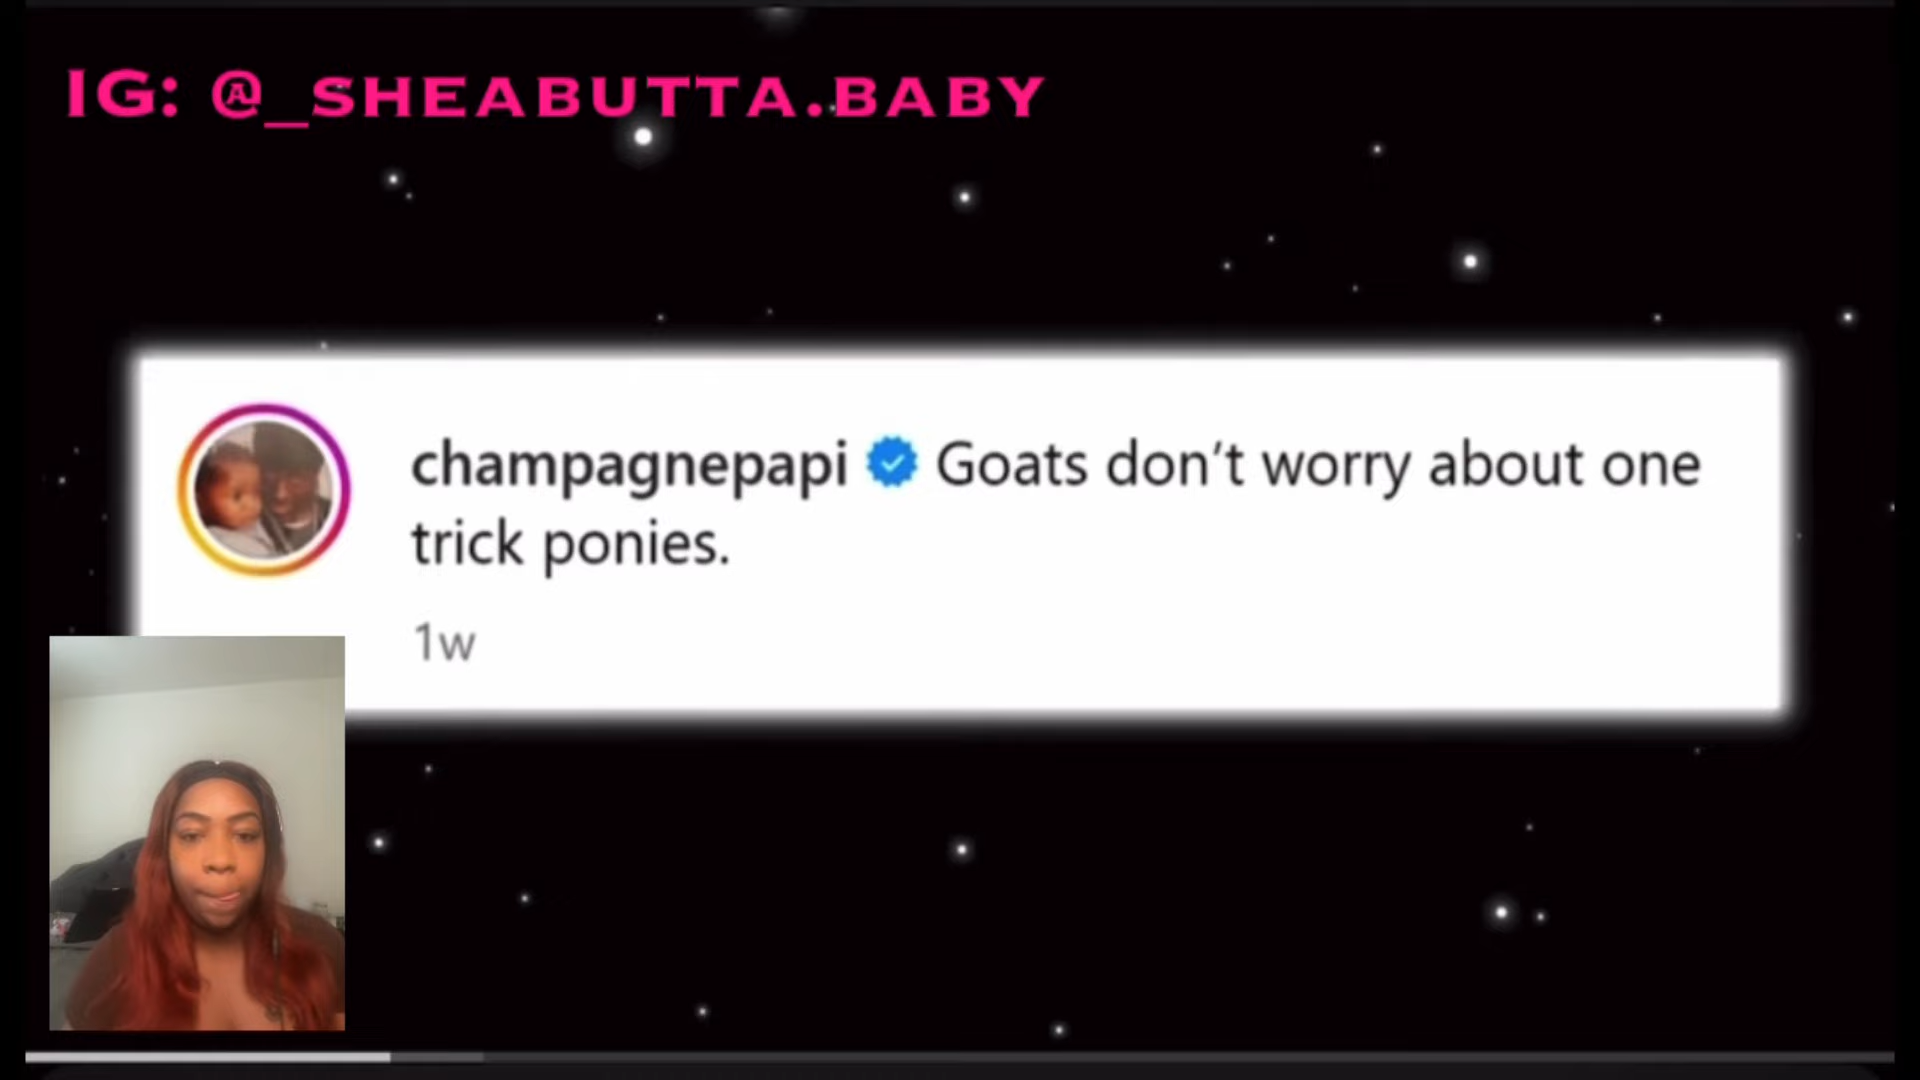 IG: @_SHEABUTTA.BABY
champagnepapi Goats don’t worry about one
trick ponies.
1w